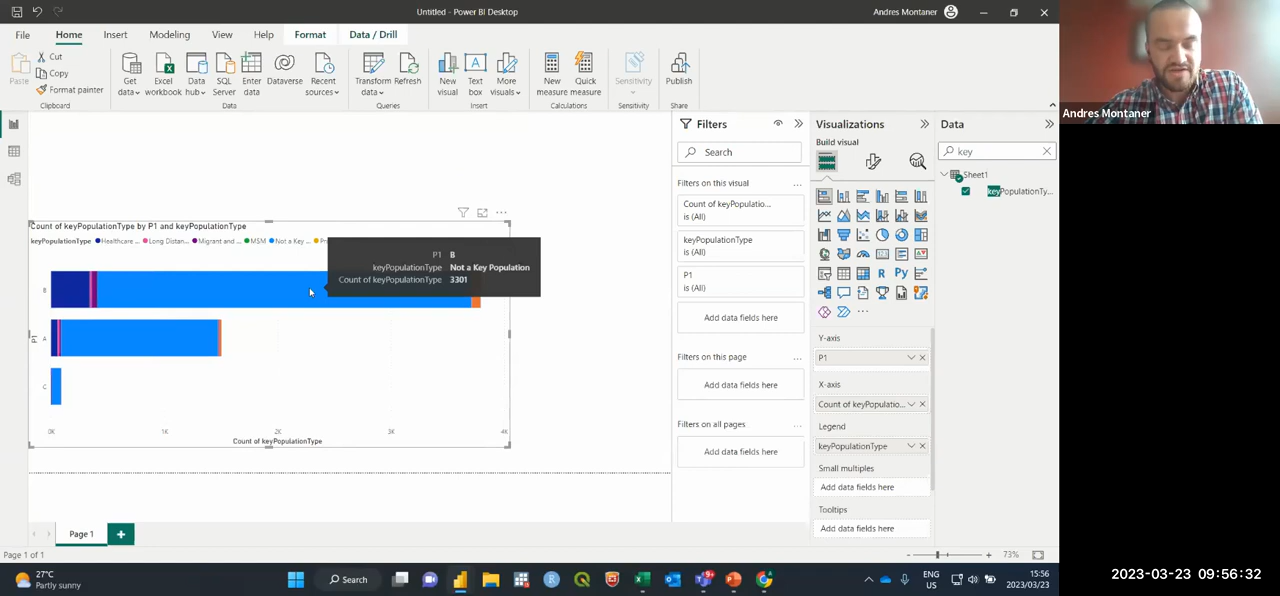 Untitled - Power BI Desktop
Andres Montaner
File Home Insert Modeling View Help Format Data / Drill
Paste
Cut
Copy
Format painter
Get data
Excel workbook
Data hub
SQL Server
Enter data
Dataverse
Recent sources
Transform data
Refresh
New visual
Text box
More visuals
New measure
Quick measure
Sensitivity
Publish
Clipboard Data Queries Insert Calculations Sensitivity Share
Andres Montaner
Filters
Search
Filters on this visual ...
Count of keyPopulatio...
is (All)
keyPopulationType
is (All)
P1
is (All)
Add data fields here
Filters on this page ...
Add data fields here
Filters on all pages ...
Add data fields here
Visualizations
Build visual
R Py
...
Y-axis
P1
X-axis
Count of keyPopulatio...
Legend
keyPopulationType
Small multiples
Add data fields here
Tooltips
Add data fields here
Data
key
Sheet1
keyPopulationTy...
Count of keyPopulationType by P1 and keyPopulationType
keyPopulationType Healthcare ... Long Distan... Migrant and ... MSM Not a Key ... Pri
P1 B
keyPopulationType Not a Key Population
Count of keyPopulationType 3301
P1
B
A
C
0K 1K 2K 3K 4K
Count of keyPopulationType
Page 1
Page 1 of 1
- + 73%
27°C
Partly sunny
Search
ENG
US
15:56
2023/03/23
2023-03-23 09:56:32